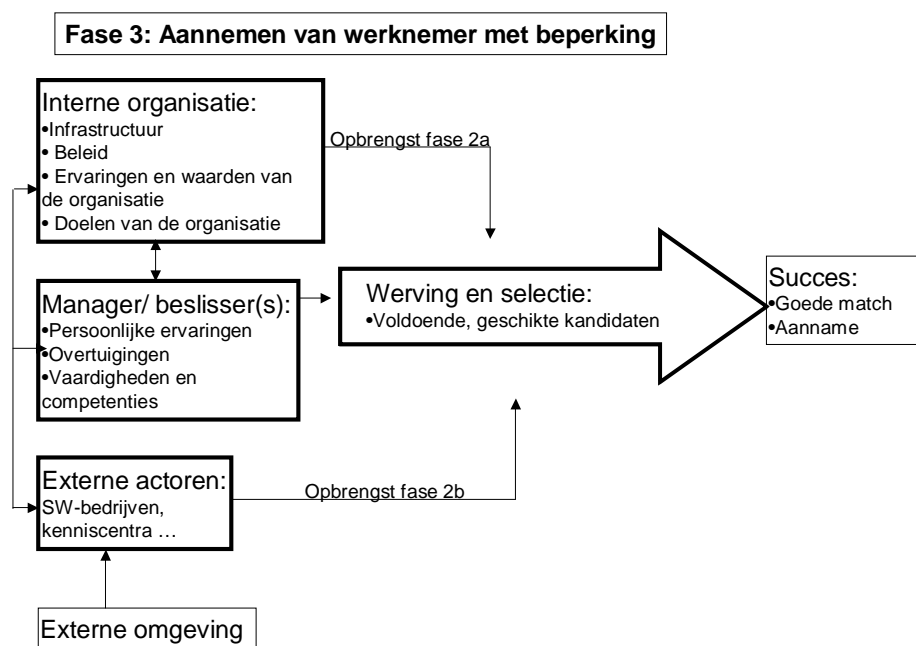 Fase 3: Aannemen van werknemer met beperking
Interne organisatie:
•Infrastructuur
• Beleid
• Ervaringen en waarden van
de organisatie
• Doelen van de organisatie
Opbrengst fase 2a
Manager/ beslisser(s):
•Persoonlijke ervaringen
•Overtuigingen
•Vaardigheden en
competenties
Werving en selectie:
•Voldoende, geschikte kandidaten
Succes:
•Goede match
•Aanname
Externe actoren:
SW-bedrijven,
kenniscentra …
Opbrengst fase 2b
Externe omgeving